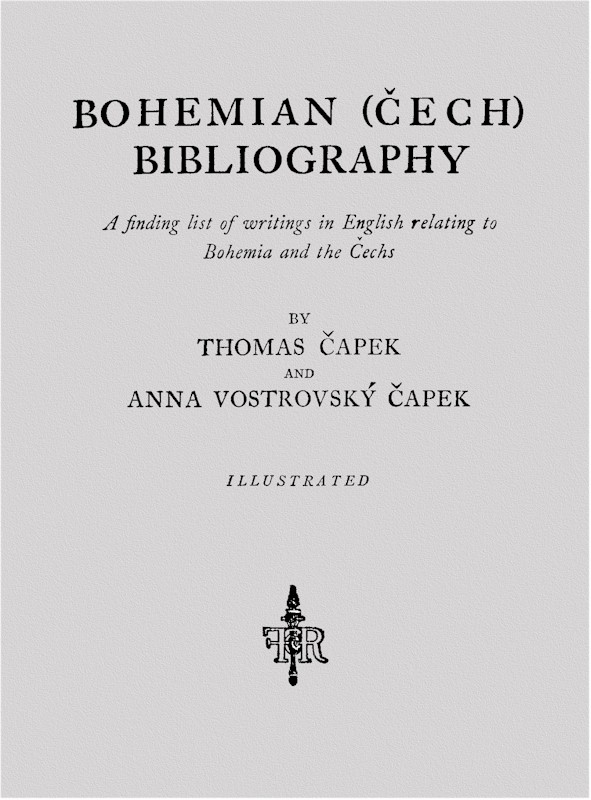 BOHEMIAN (ČECH)
BIBLIOGRAPHY
A finding list of writings in English relating to
Bohemia and the Čechs
BY
THOMAS ČAPEK
AND
ANNA VOSTROVSKÝ ČAPEK
ILLUSTRATED